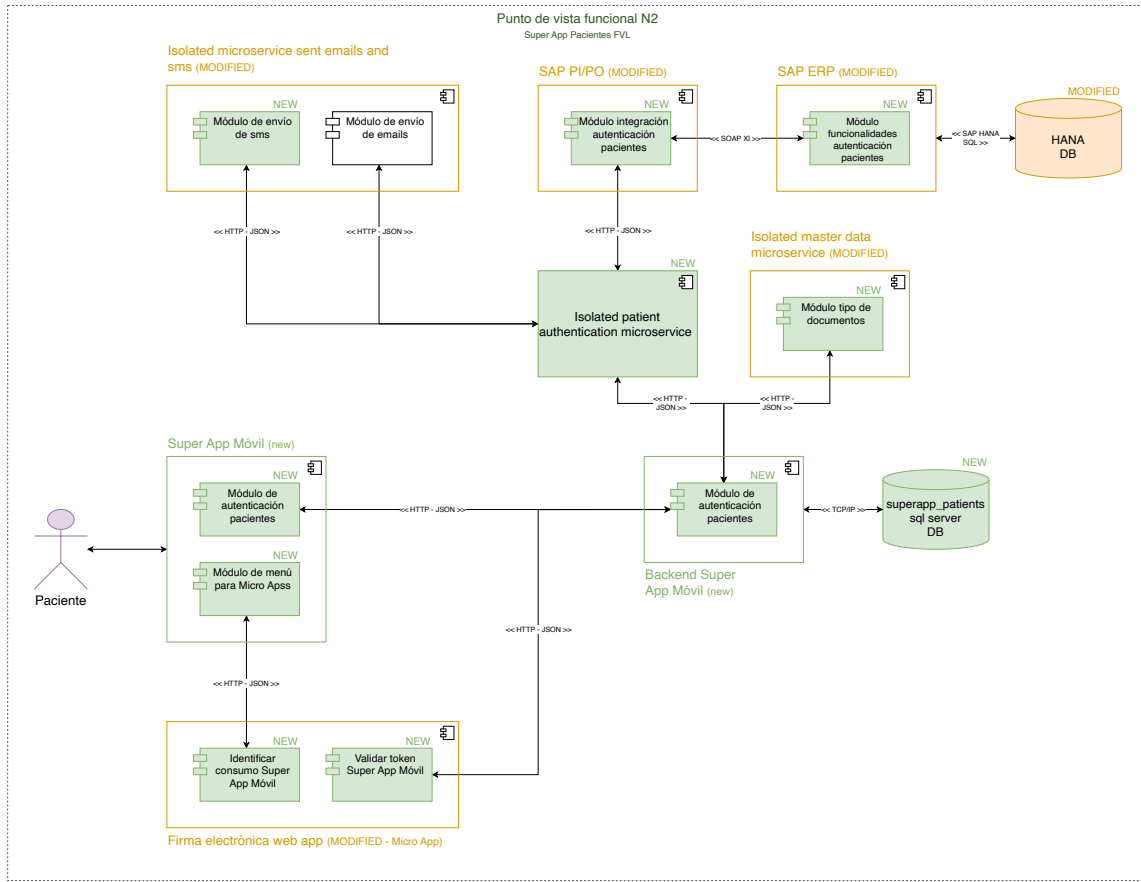 Punto de vista funcional N2
Super App Pacientes FVL
Isolated microservice sent emails and
sms (MODIFIED)
NEW
Módulo de envío
de sms
Módulo de envío
de emails
SAP PI/PO (MODIFIED)
NEW
Módulo integración
autenticación
pacientes
<< SOAP XI >>
SAP ERP (MODIFIED)
NEW
Módulo
funcionalidades
autenticación
pacientes
<< SAP HANA
SQL >>
MODIFIED
HANA
DB
<< HTTP - JSON >>
<< HTTP - JSON >>
<< HTTP - JSON >>
NEW
Isolated patient
authentication microservice
Isolated master data
microservice (MODIFIED)
NEW
Módulo tipo de
documentos
<< HTTP -
JSON >>
<< HTTP -
JSON >>
Super App Móvil (new)
NEW
Módulo de
autenticación
pacientes
NEW
Módulo de menú
para Micro Apss
Paciente
<< HTTP - JSON >>
NEW
Módulo de
autenticación
pacientes
Backend Super
App Móvil (new)
<< TCP/IP >>
NEW
superapp_patients
sql server
DB
<< HTTP - JSON >>
<< HTTP - JSON >>
NEW
Identificar
consumo Super
App Móvil
NEW
Validar token
Super App Móvil
Firma electrónica web app (MODIFIED - Micro App)